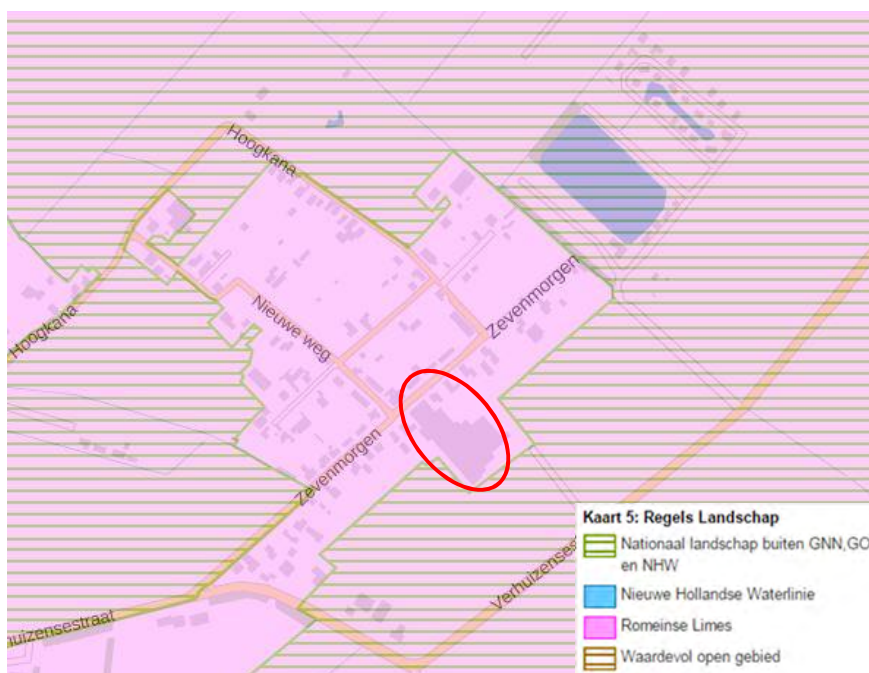 Hoogkana
Zevenmorgen
Nieuwe weg
Hoogkana
Zevenmorgen
Verhuizensestraat
huizensestraat
Kaart 5: Regels Landschap
Nationaal landschap buiten GNN,GO
en NHW
Nieuwe Hollandse Waterlinie
Romeinse Limes
Waardevol open gebied